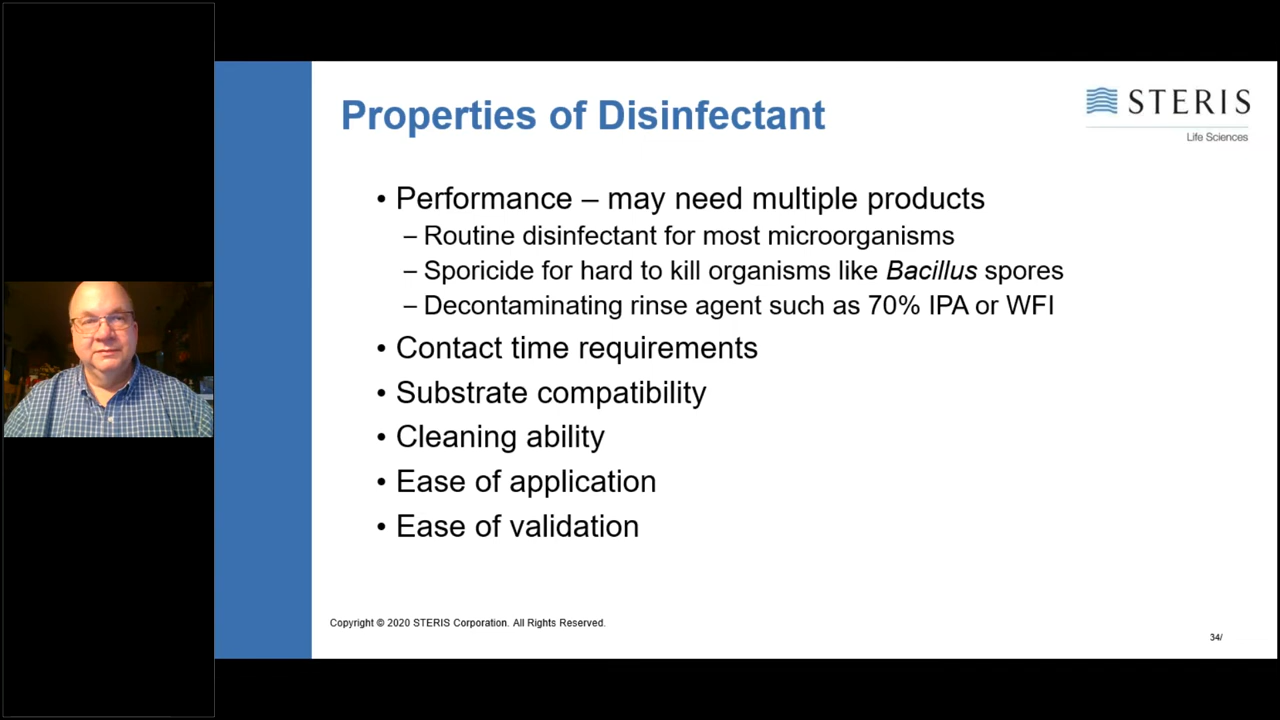 Properties of Disinfectant
STERIS
Life Sciences
• Performance – may need multiple products
– Routine disinfectant for most microorganisms
– Sporicide for hard to kill organisms like Bacillus spores
– Decontaminating rinse agent such as 70% IPA or WFI
• Contact time requirements
• Substrate compatibility
• Cleaning ability
• Ease of application
• Ease of validation
Copyright © 2020 STERIS Corporation. All Rights Reserved.
34/